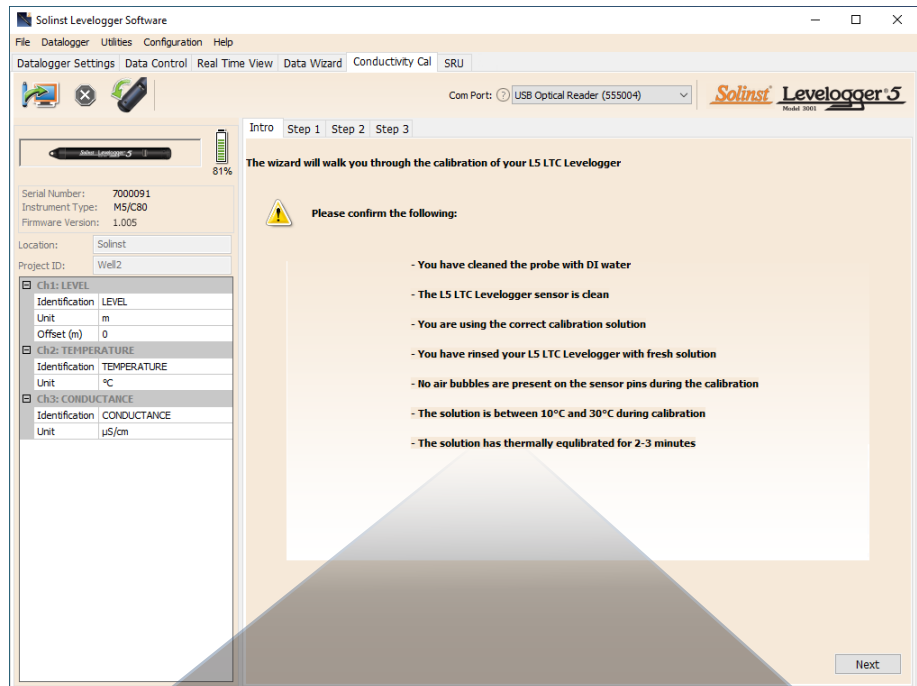 Solinst Levelogger Software
File Datalogger Utilities Configuration Help
Datalogger Settings Data Control Real Time View Data Wizard Conductivity Cal SRU
Com Port: ? USB Optical Reader (555004)
Solinst Levelogger 5
Model 3001
Intro Step 1 Step 2 Step 3
Solinst Levelogger 5
81%
The wizard will walk you through the calibration of your L5 LTC Levelogger
Serial Number: 7000091
Instrument Type: M5/C80
Firmware Version: 1.005
Please confirm the following:
Location: Solinst
Project ID: Well2
Ch1: LEVEL
Identification LEVEL
Unit m
Offset (m) 0
Ch2: TEMPERATURE
Identification TEMPERATURE
Unit °C
Ch3: CONDUCTANCE
Identification CONDUCTANCE
Unit µS/cm
- You have cleaned the probe with DI water
- The L5 LTC Levelogger sensor is clean
- You are using the correct calibration solution
- You have rinsed your L5 LTC Levelogger with fresh solution
- No air bubbles are present on the sensor pins during the calibration
- The solution is between 10°C and 30°C during calibration
- The solution has thermally equlibrated for 2-3 minutes
Next